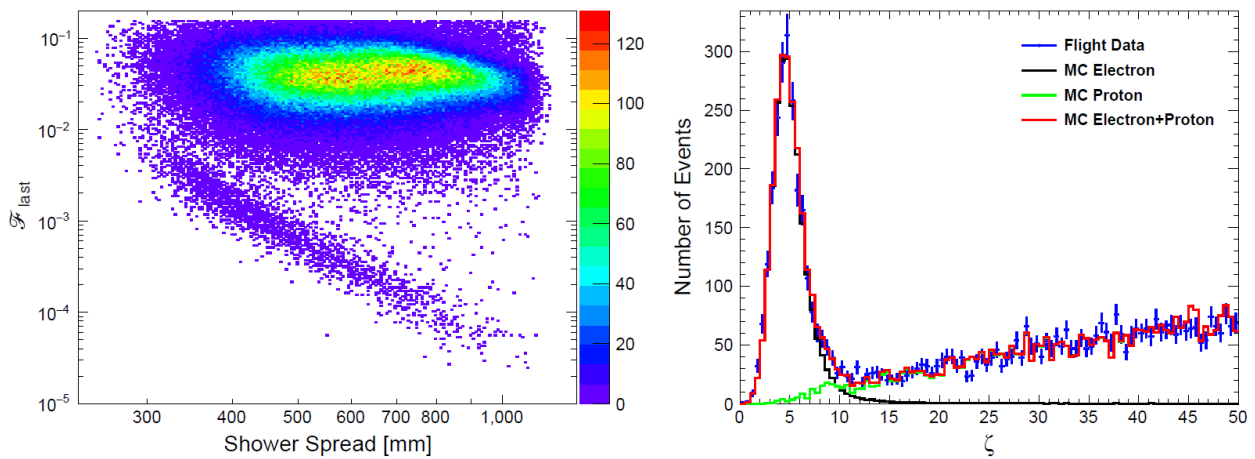 10⁻¹
10⁻²
10⁻³
10⁻⁴
10⁻⁵
ℱ last
300 400 500 600 700 800 1,000
Shower Spread [mm]
120
100
80
60
40
20
0
300
250
200
150
100
50
0
Number of Events
0 5 10 15 20 25 30 35 40 45 50
ζ
Flight Data
MC Electron
MC Proton
MC Electron+Proton